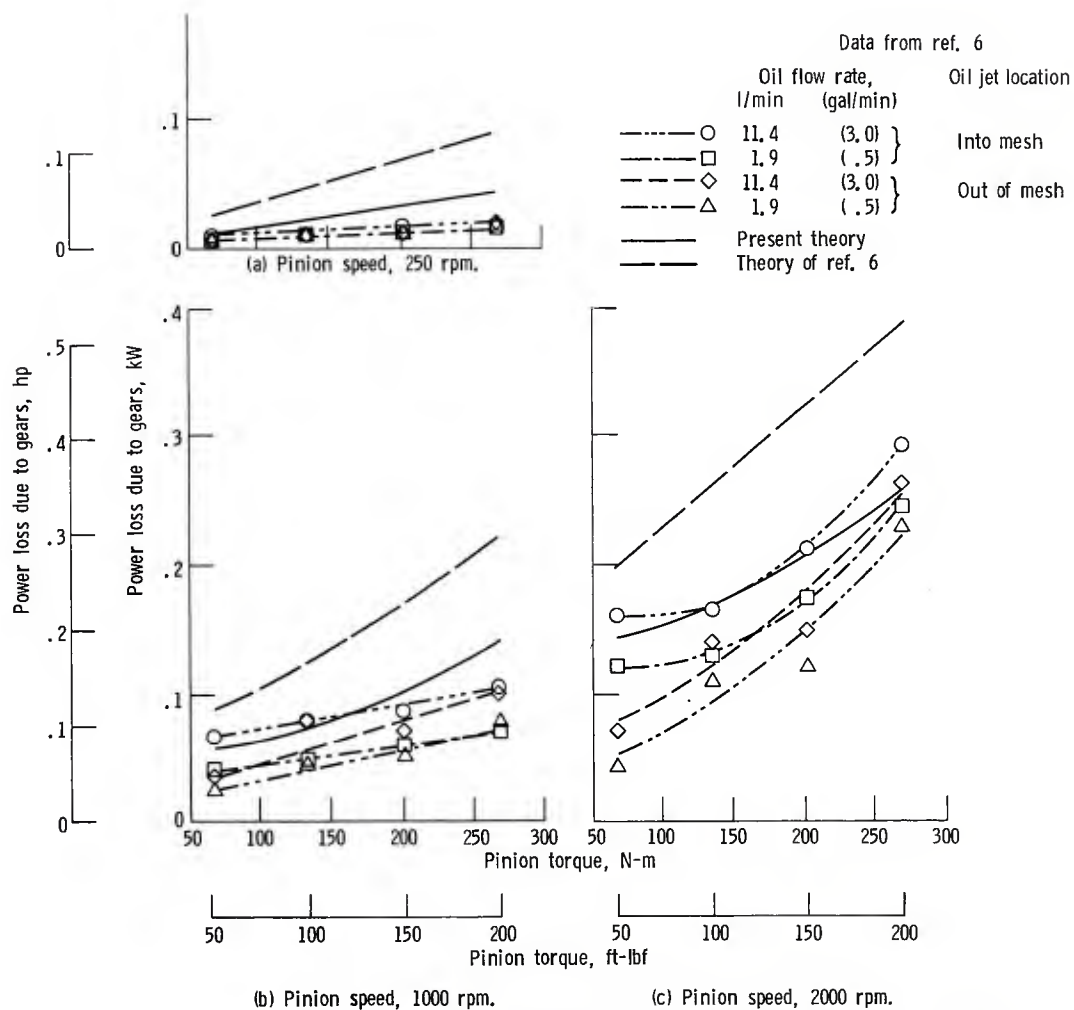 Data from ref. 6
Oil flow rate, Oil jet location
l/min (gal/min)
11.4 (3.0)
1.9 (.5)
Into mesh
11.4 (3.0)
1.9 (.5)
Out of mesh
Present theory
Theory of ref. 6
.1
0
.1
0
(a) Pinion speed, 250 rpm.
Power loss due to gears, hp
.5
.4
.3
.2
.1
0
Power loss due to gears, kW
.4
.3
.2
.1
0
50 100 150 200 250 300
50 100 150 200 250 300
Pinion torque, N-m
50 100 150 200
50 100 150 200
Pinion torque, ft-lbf
(b) Pinion speed, 1000 rpm.
(c) Pinion speed, 2000 rpm.